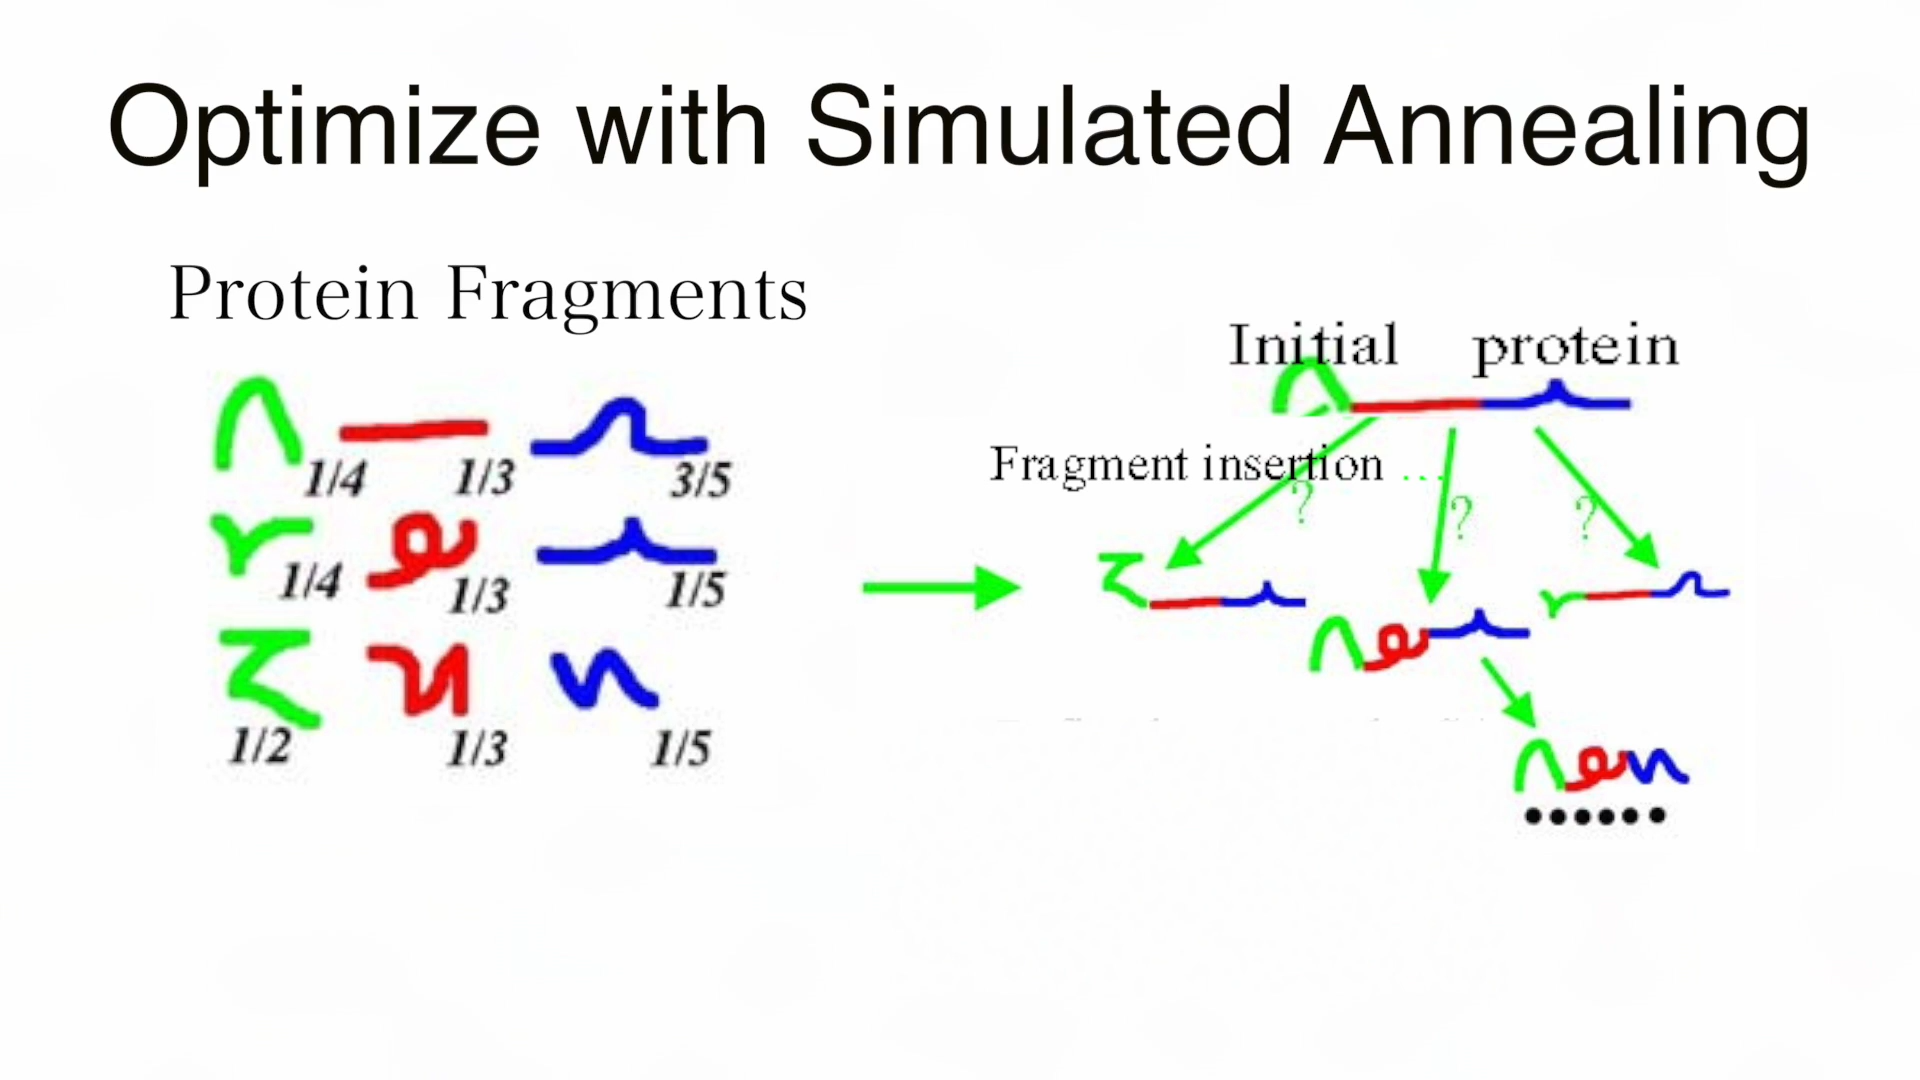 Optimize with Simulated Annealing
Protein Fragments
1/4 1/3 3/5
1/4 1/3 1/5
1/2 1/3 1/5
Initial protein
Fragment insertion ...
? ? ?